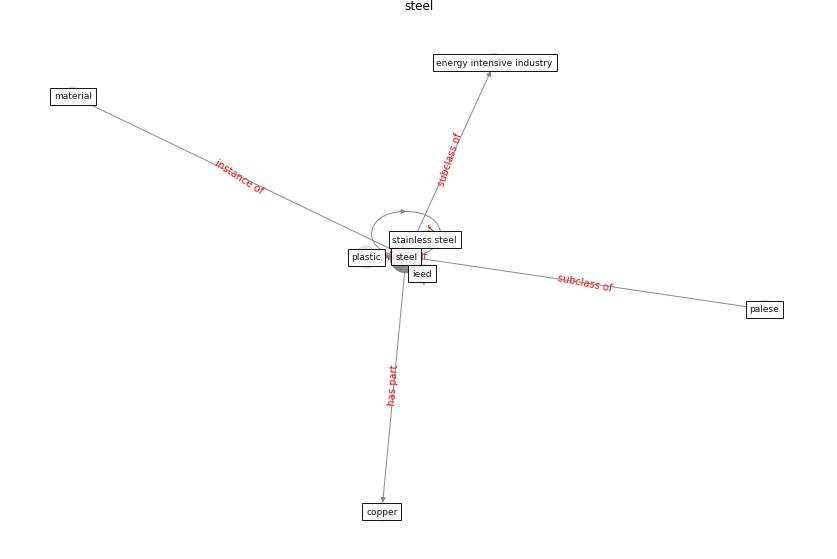 steel
energy intensive industry
material
subclass of
instance of
stainless steel
plastic
steel
ieed
subclass of
palese
has part
copper